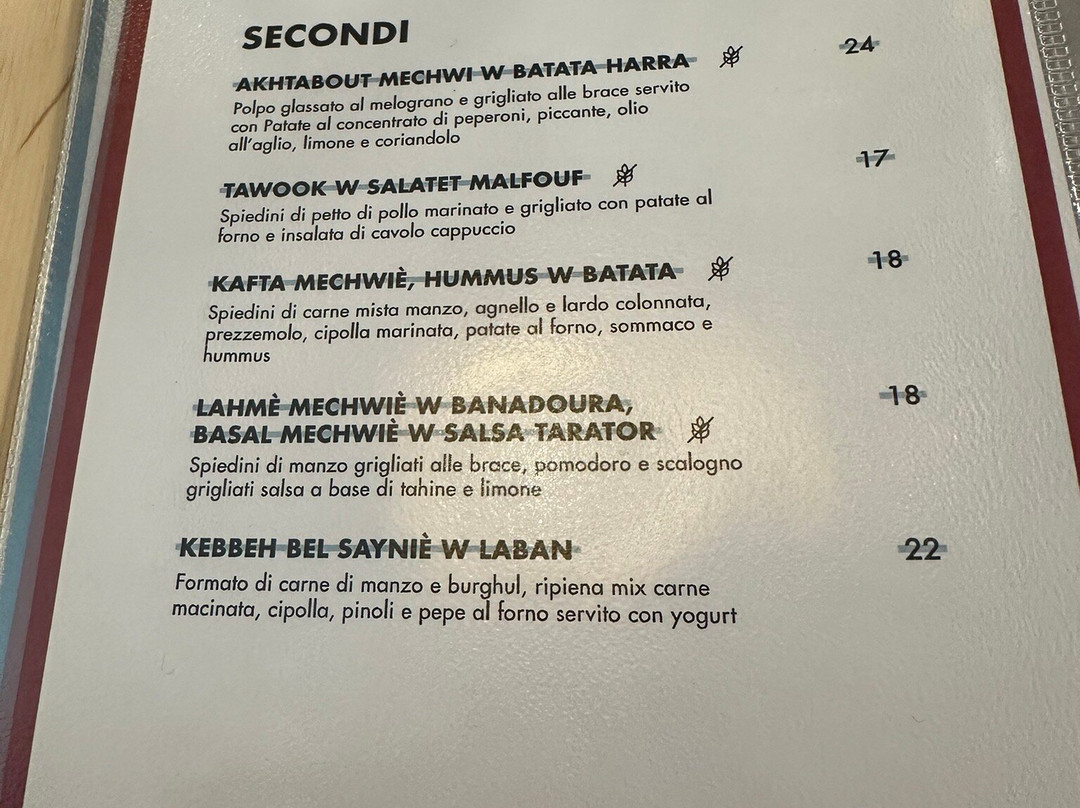 SECONDI
AKHTABOUT MECHWI W BATATA HARRA 24
Polpo glassato al melograno e grigliato alle brace servito
con Patate al concentrato di peperoni, piccante, olio
all'aglio, limone e coriandolo
TAWOOK W SALATET MALFOUF 17
Spiedini di petto di pollo marinato e grigliato con patate al
forno e insalata di cavolo cappuccio
KAFTA MECHWIÈ, HUMMUS W BATATA 18
Spiedini di carne mista manzo, agnello e lardo colonnata,
prezzemolo, cipolla marinata, patate al forno, sommaco e
hummus
LAHMÈ MECHWIÈ W BANADOURA, 18
BASAL MECHWIÈ W SALSA TARATOR
Spiedini di manzo grigliati alle brace, pomodoro e scalogno
grigliati salsa a base di tahine e limone
KEBBEH BEL SAYNIÈ W LABAN 22
Formato di carne di manzo e burghul, ripiena mix carne
macinata, cipolla, pinoli e pepe al forno servito con yogurt